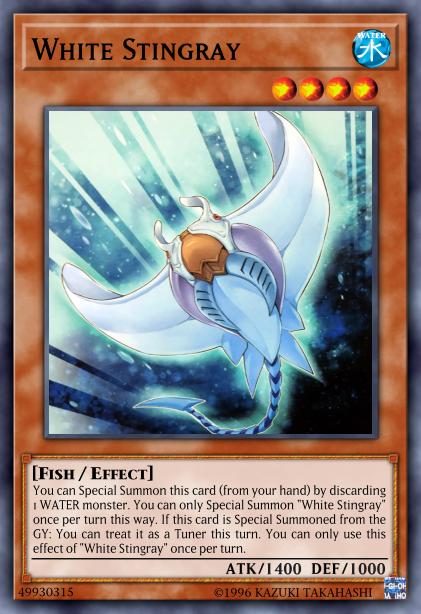 White Stingray
WATER
水
[Fish / Effect]
You can Special Summon this card (from your hand) by discarding
1 WATER monster. You can only Special Summon "White Stingray"
once per turn this way. If this card is Special Summoned from the
GY: You can treat it as a Tuner this turn. You can only use this
effect of "White Stingray" once per turn.
ATK/1400 DEF/1000
49930315
©1996 KAZUKI TAKAHASHI